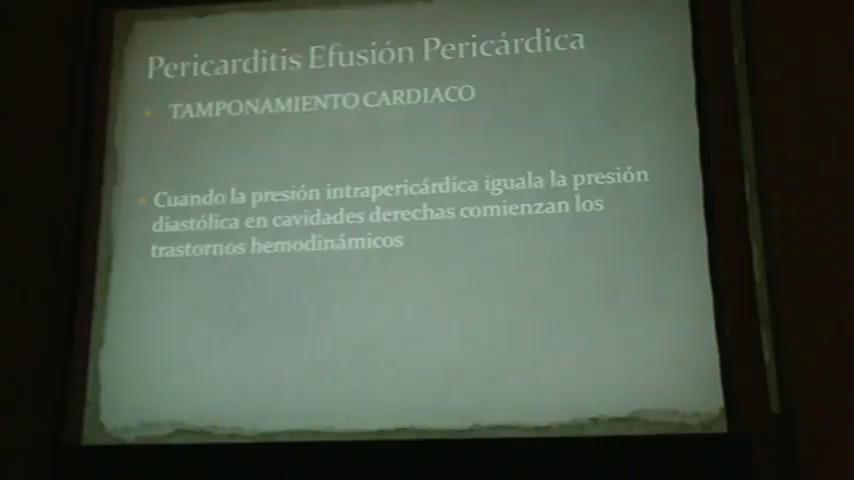 Pericarditis Efusión Pericárdica
TAMPONAMIENTO CARDIACO
Cuando la presión intrapericárdica iguala la presión
diastólica en cavidades derechas comienzan los
trastornos hemodinámicos